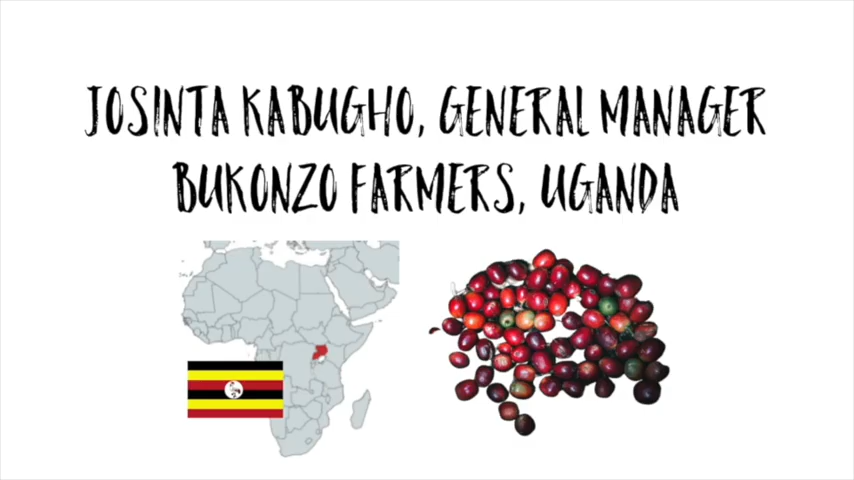 JOSINTA KABUGHO, GENERAL MANAGER
BUKONZO FARMERS, UGANDA